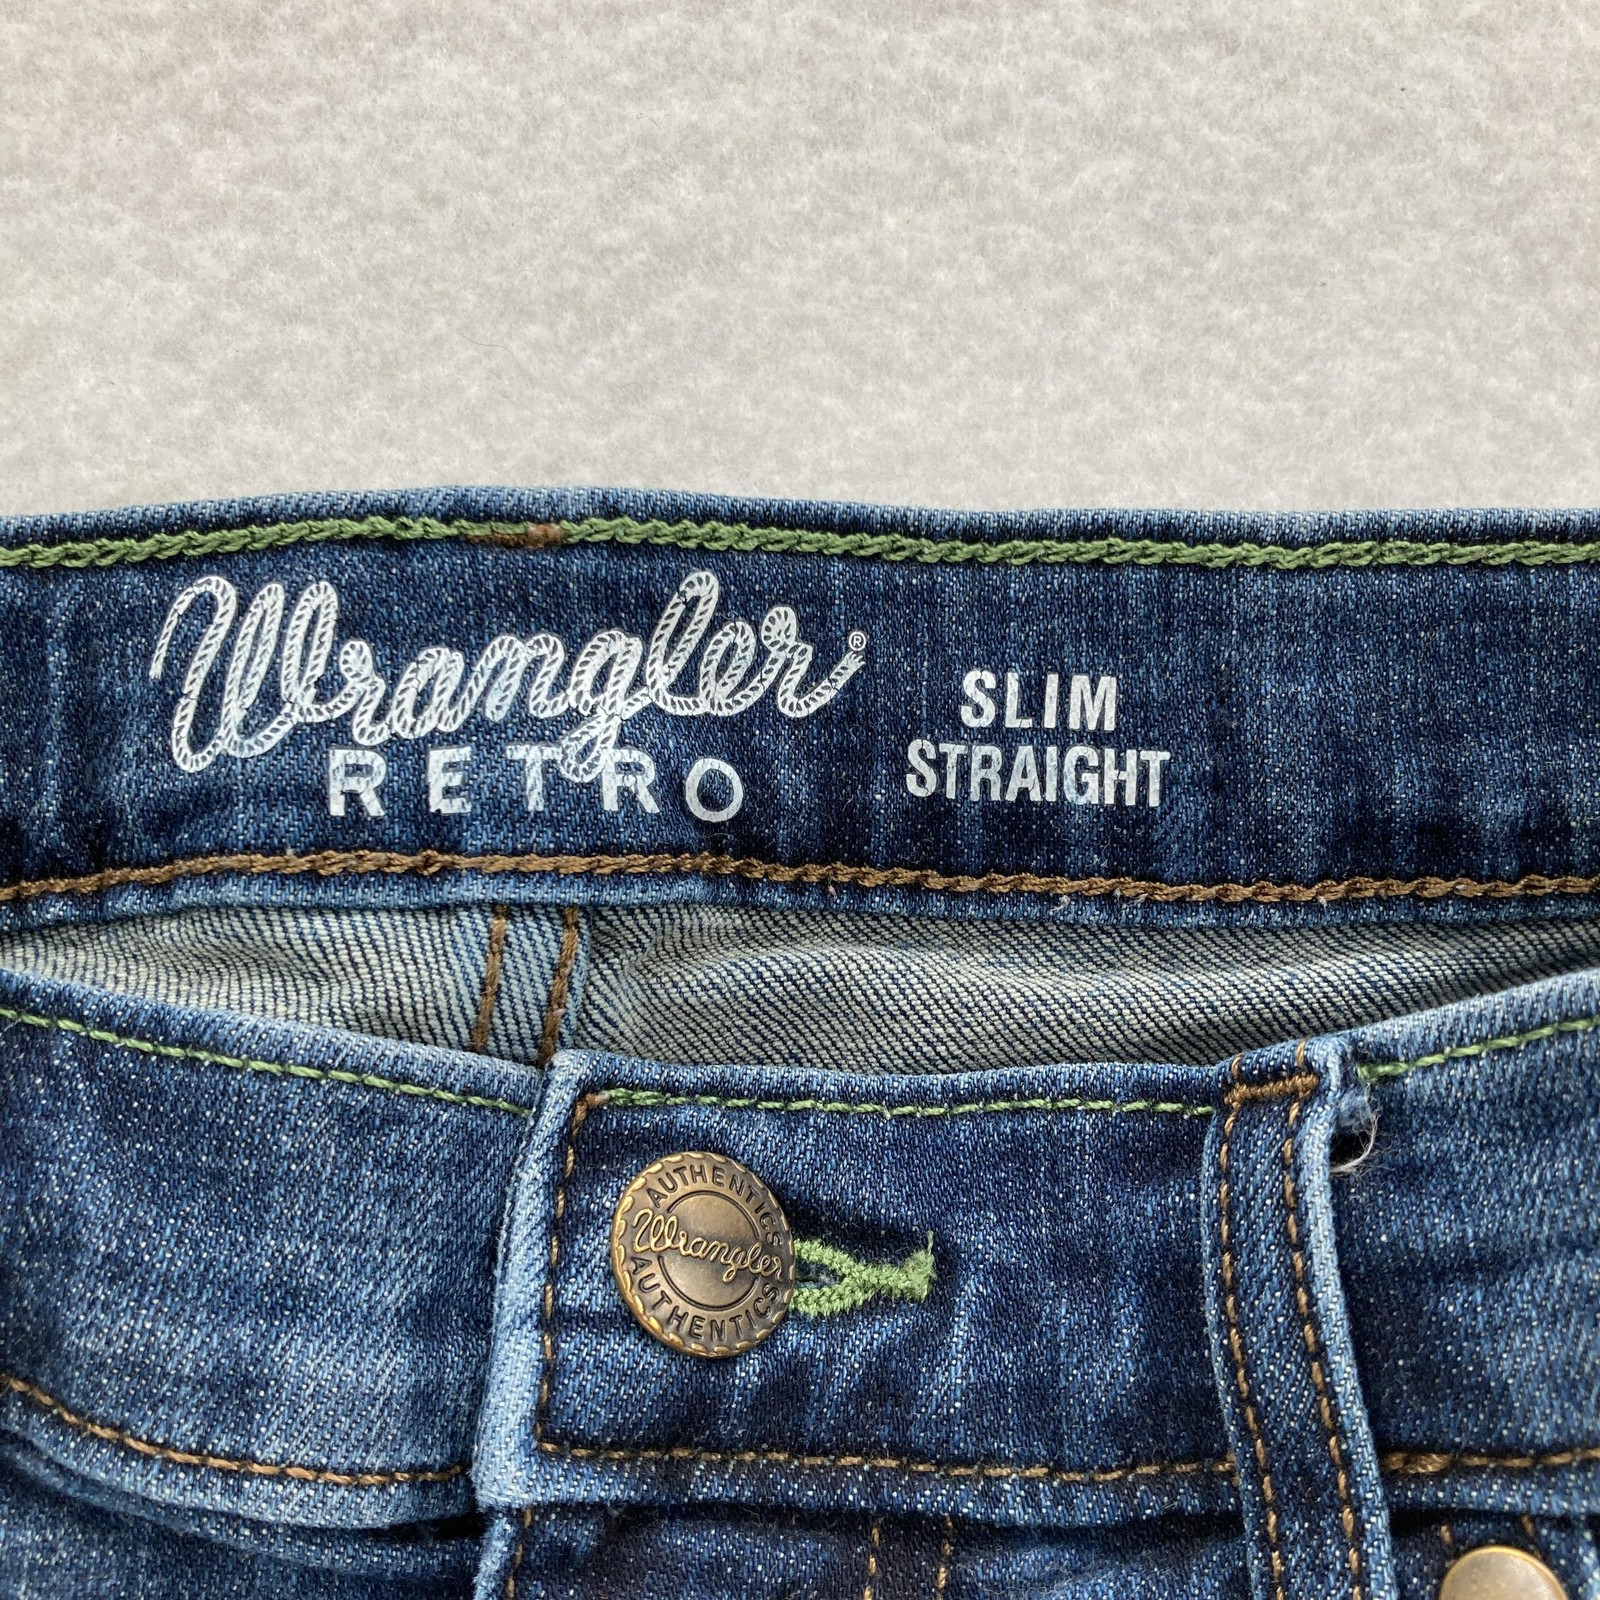 Wrangler®
RETRO
SLIM
STRAIGHT
AUTHENTICS
Wrangler
AUTHENTICS